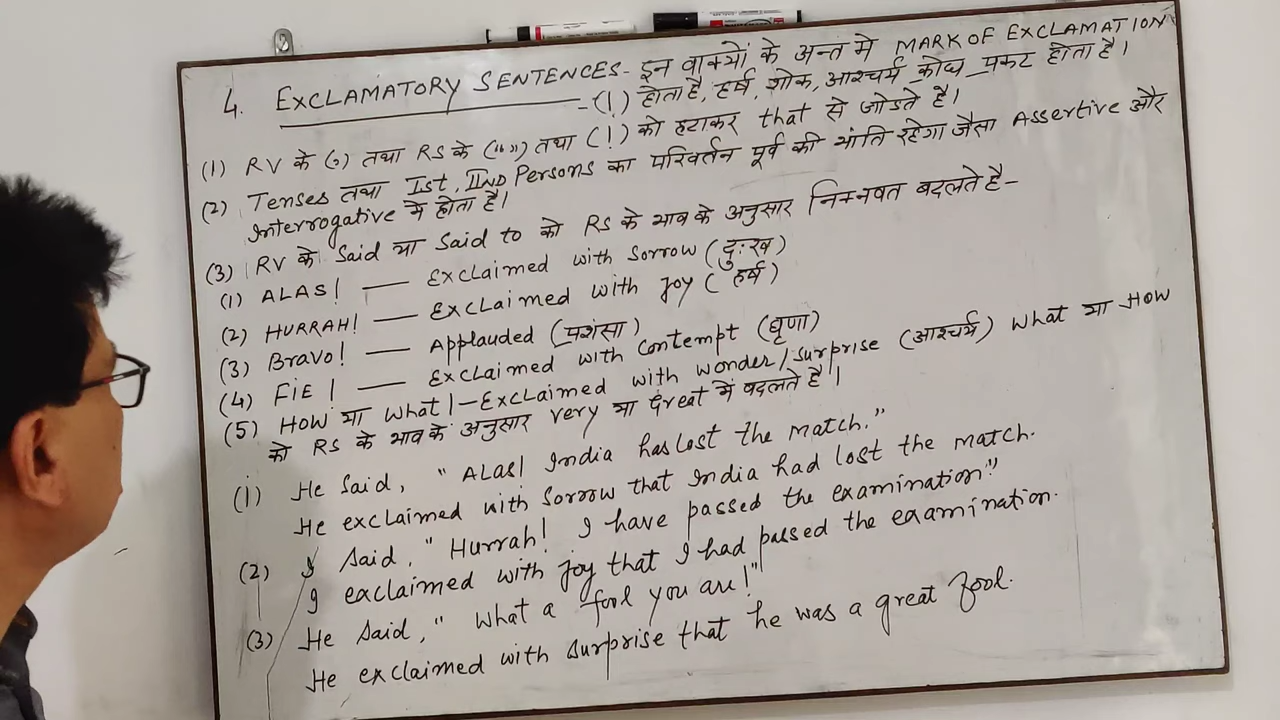 4. EXCLAMATORY SENTENCES- इन वाक्यों के अन्त मे MARK OF EXCLAMATION
-(!) होता है, हर्ष, शोक, आश्चर्य क्रोध प्रकट होता है।
(1) RV के (,) तथा RS के (“ ”) तथा (!) को हटाकर that से जोडते है।
(2) Tenses तथा Ist, IIND Persons का परिवर्तन पूर्व की भांति रहेगा जैसा Assertive और
Interrogative में होता है।
(3) RV के Said या Said to को RS के भाव के अनुसार निम्नवत बदलते है-
(1) ALAS! — Exclaimed with Sorrow (दुःख)
(2) HURRAH! — Exclaimed with Joy (हर्ष)
(3) Bravo! — Applauded (प्रशंसा)
(4) FiE! — Exclaimed with Contempt (घृणा)
(5) HOW या What!-Exclaimed with wonder/surprise (आश्चर्य) What या HOW
को RS के भाव के अनुसार very या Great में बदलते है।
(1) He Said, "ALas! India has lost the match."
He exclaimed with Sorrow that India had lost the match.
(2) I Said, "Hurrah! I have passed the examination."
I exclaimed with joy that I had passed the examination.
(3) He Said, "What a fool you are!"
He exclaimed with surprise that he was a great fool.